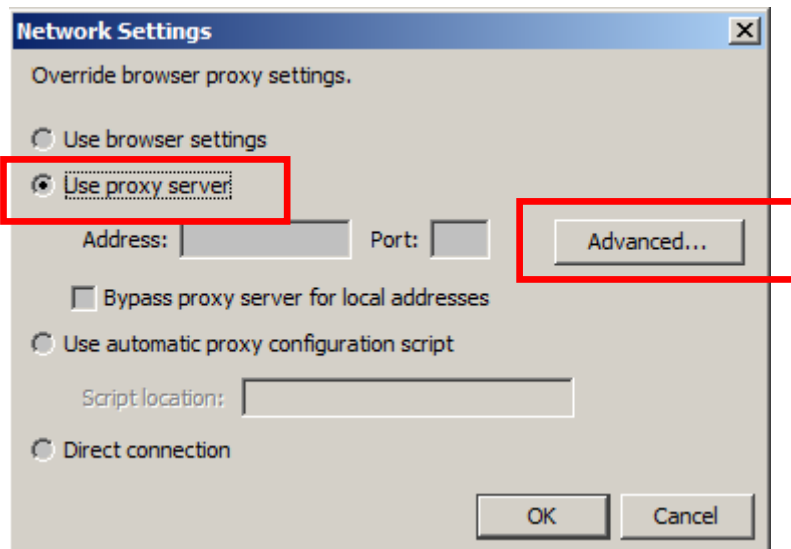 Network Settings
Override browser proxy settings.
Use browser settings
Use proxy server
Address: Port: Advanced...
Bypass proxy server for local addresses
Use automatic proxy configuration script
Script location:
Direct connection
OK Cancel